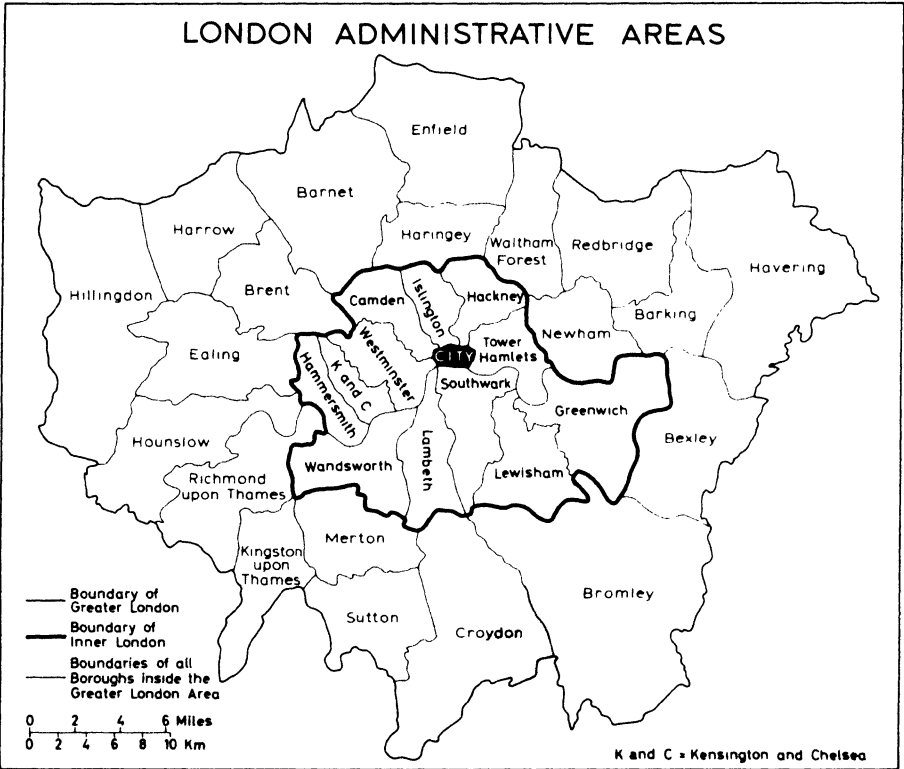 LONDON ADMINISTRATIVE AREAS
Enfield
Barnet
Harrow
Haringey
Waltham
Forest
Redbridge
Havering
Hillingdon
Brent
Camden
Islington
Hackney
Barking
Newham
Ealing
Westminster
CITY
Tower
Hamlets
K and C
Hammersmith
Southwark
Greenwich
Hounslow
Bexley
Richmond
upon Thames
Wandsworth
Lambeth
Lewisham
Merton
Kingston
upon
Thames
Bromley
Sutton
Croydon
Boundary of
Greater London
Boundary of
Inner London
Boundaries of all
Boroughs inside the
Greater London Area
0 2 4 6 Miles
0 2 4 6 8 10 Km
K and C = Kensington and Chelsea